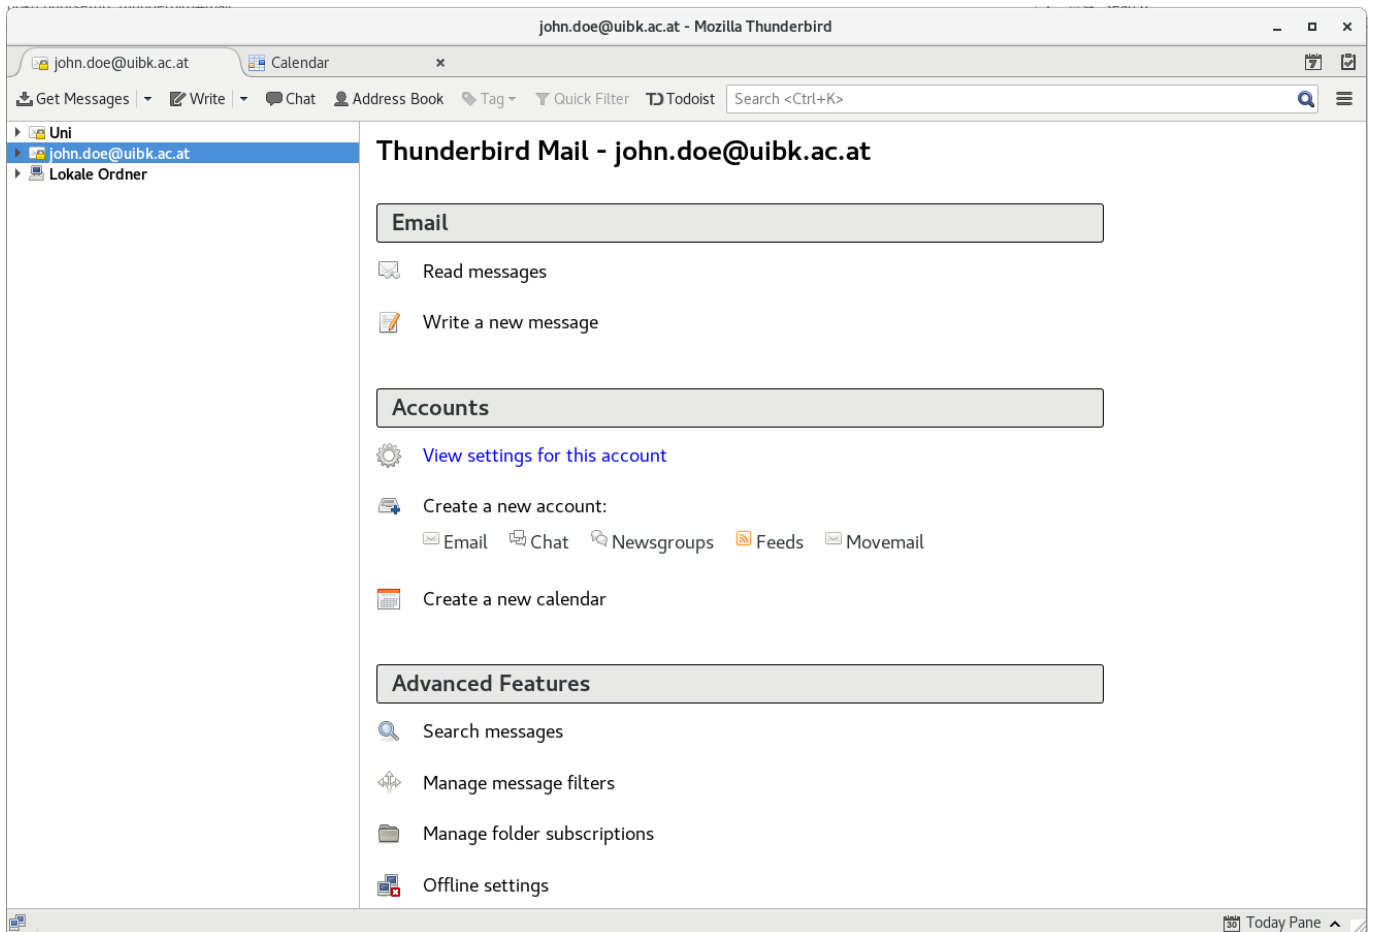 john.doe@uibk.ac.at - Mozilla Thunderbird
john.doe@uibk.ac.at Calendar
Get Messages Write Chat Address Book Tag Quick Filter Todoist Search <Ctrl+K>
Uni
john.doe@uibk.ac.at
Lokale Ordner
Thunderbird Mail - john.doe@uibk.ac.at
Email
Read messages
Write a new message
Accounts
View settings for this account
Create a new account:
Email Chat Newsgroups Feeds Movemail
Create a new calendar
Advanced Features
Search messages
Manage message filters
Manage folder subscriptions
Offline settings
30 Today Pane